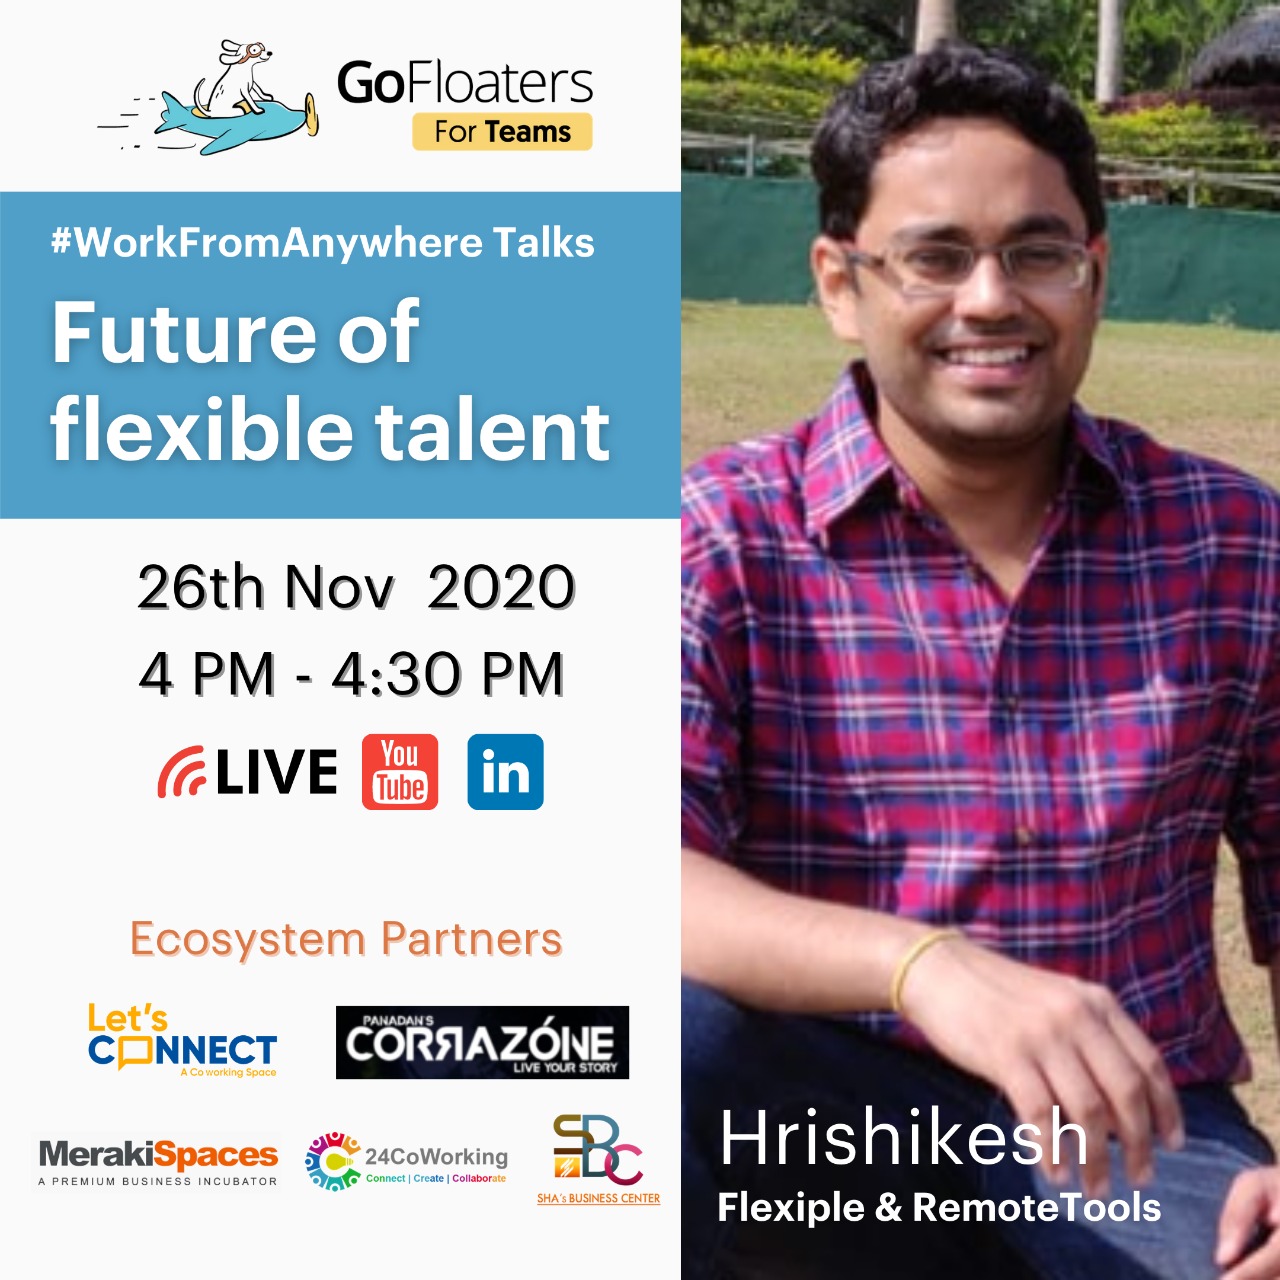 GoFloaters
For Teams
#WorkFromAnywhere Talks
Future of
flexible talent
26th Nov 2020
4 PM - 4:30 PM
LIVE
You
Tube
in
Ecosystem Partners
Let's
CONNECT
A Co working Space
PANADAN'S
CORЯAZÓNE
LIVE YOUR STORY
MerakiSpaces
A PREMIUM BUSINESS INCUBATOR
24CoWorking
Connect | Create | Collaborate
SBC
SHA's BUSINESS CENTER
Hrishikesh
Flexiple & RemoteTools